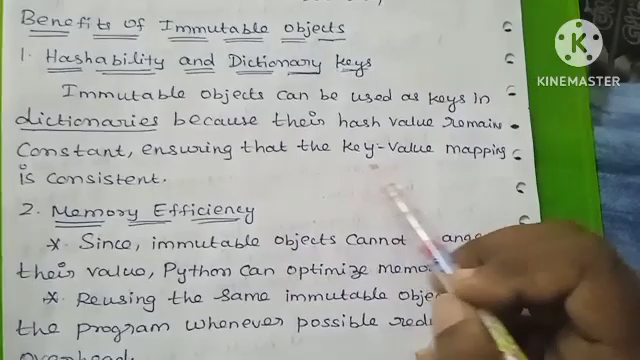 Benefits of Immutable objects
1. Hashability and Dictionary keys
Immutable objects can be used as keys in
dictionaries because their hash value remains
constant, ensuring that the key-value mapping
is consistent.
2. Memory Efficiency
* Since, immutable objects cannot
their value, Python can optimize
* Reusing the same immutable
the program whenever possible
overhead.
KINEMASTER